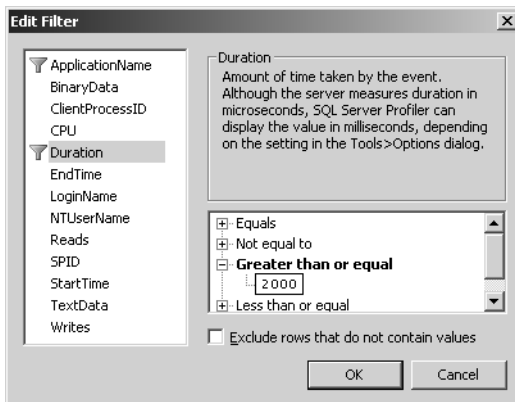 Edit Filter
ApplicationName
BinaryData
ClientProcessID
CPU
Duration
EndTime
LoginName
NTUserName
Reads
SPID
StartTime
TextData
Writes
Duration
Amount of time taken by the event.
Although the server measures duration in
microseconds, SQL Server Profiler can
display the value in milliseconds, depending
on the setting in the Tools>Options dialog.
Equals
Not equal to
Greater than or equal
2000
Less than or equal
Exclude rows that do not contain values
OK
Cancel